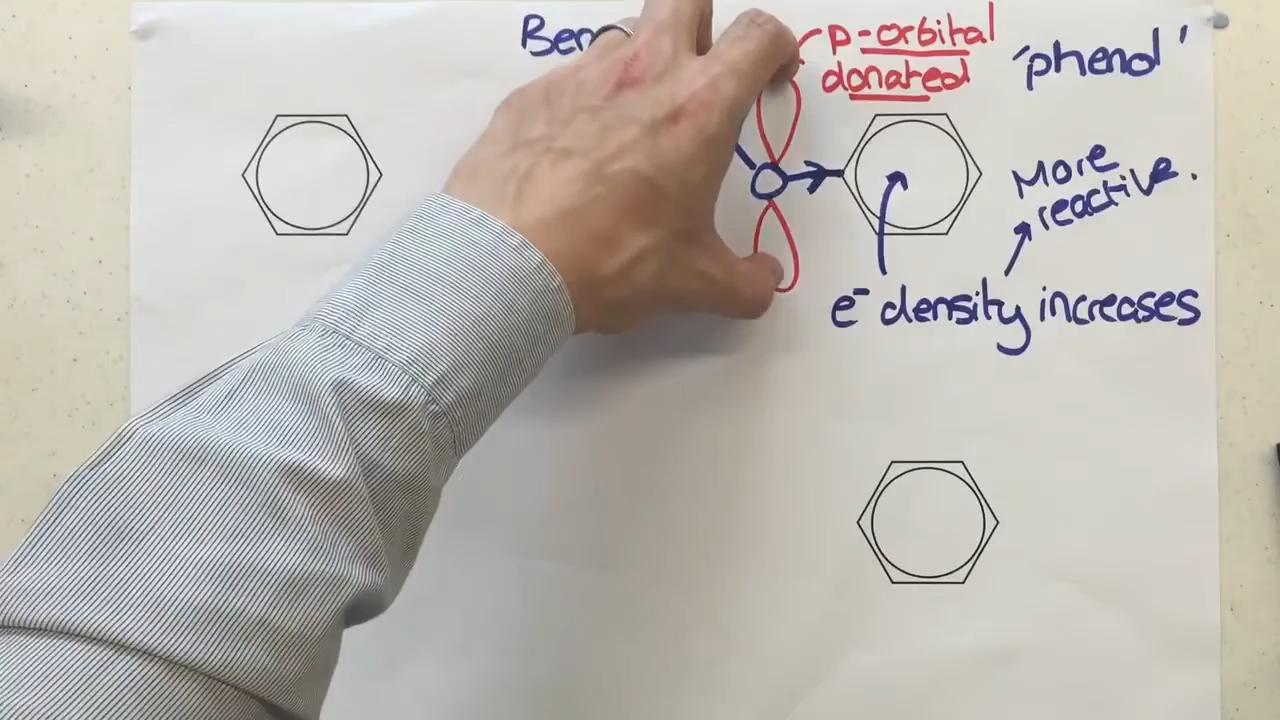 p-orbital
donated
'phenol'
O
More
reactive.
e⁻ density increases